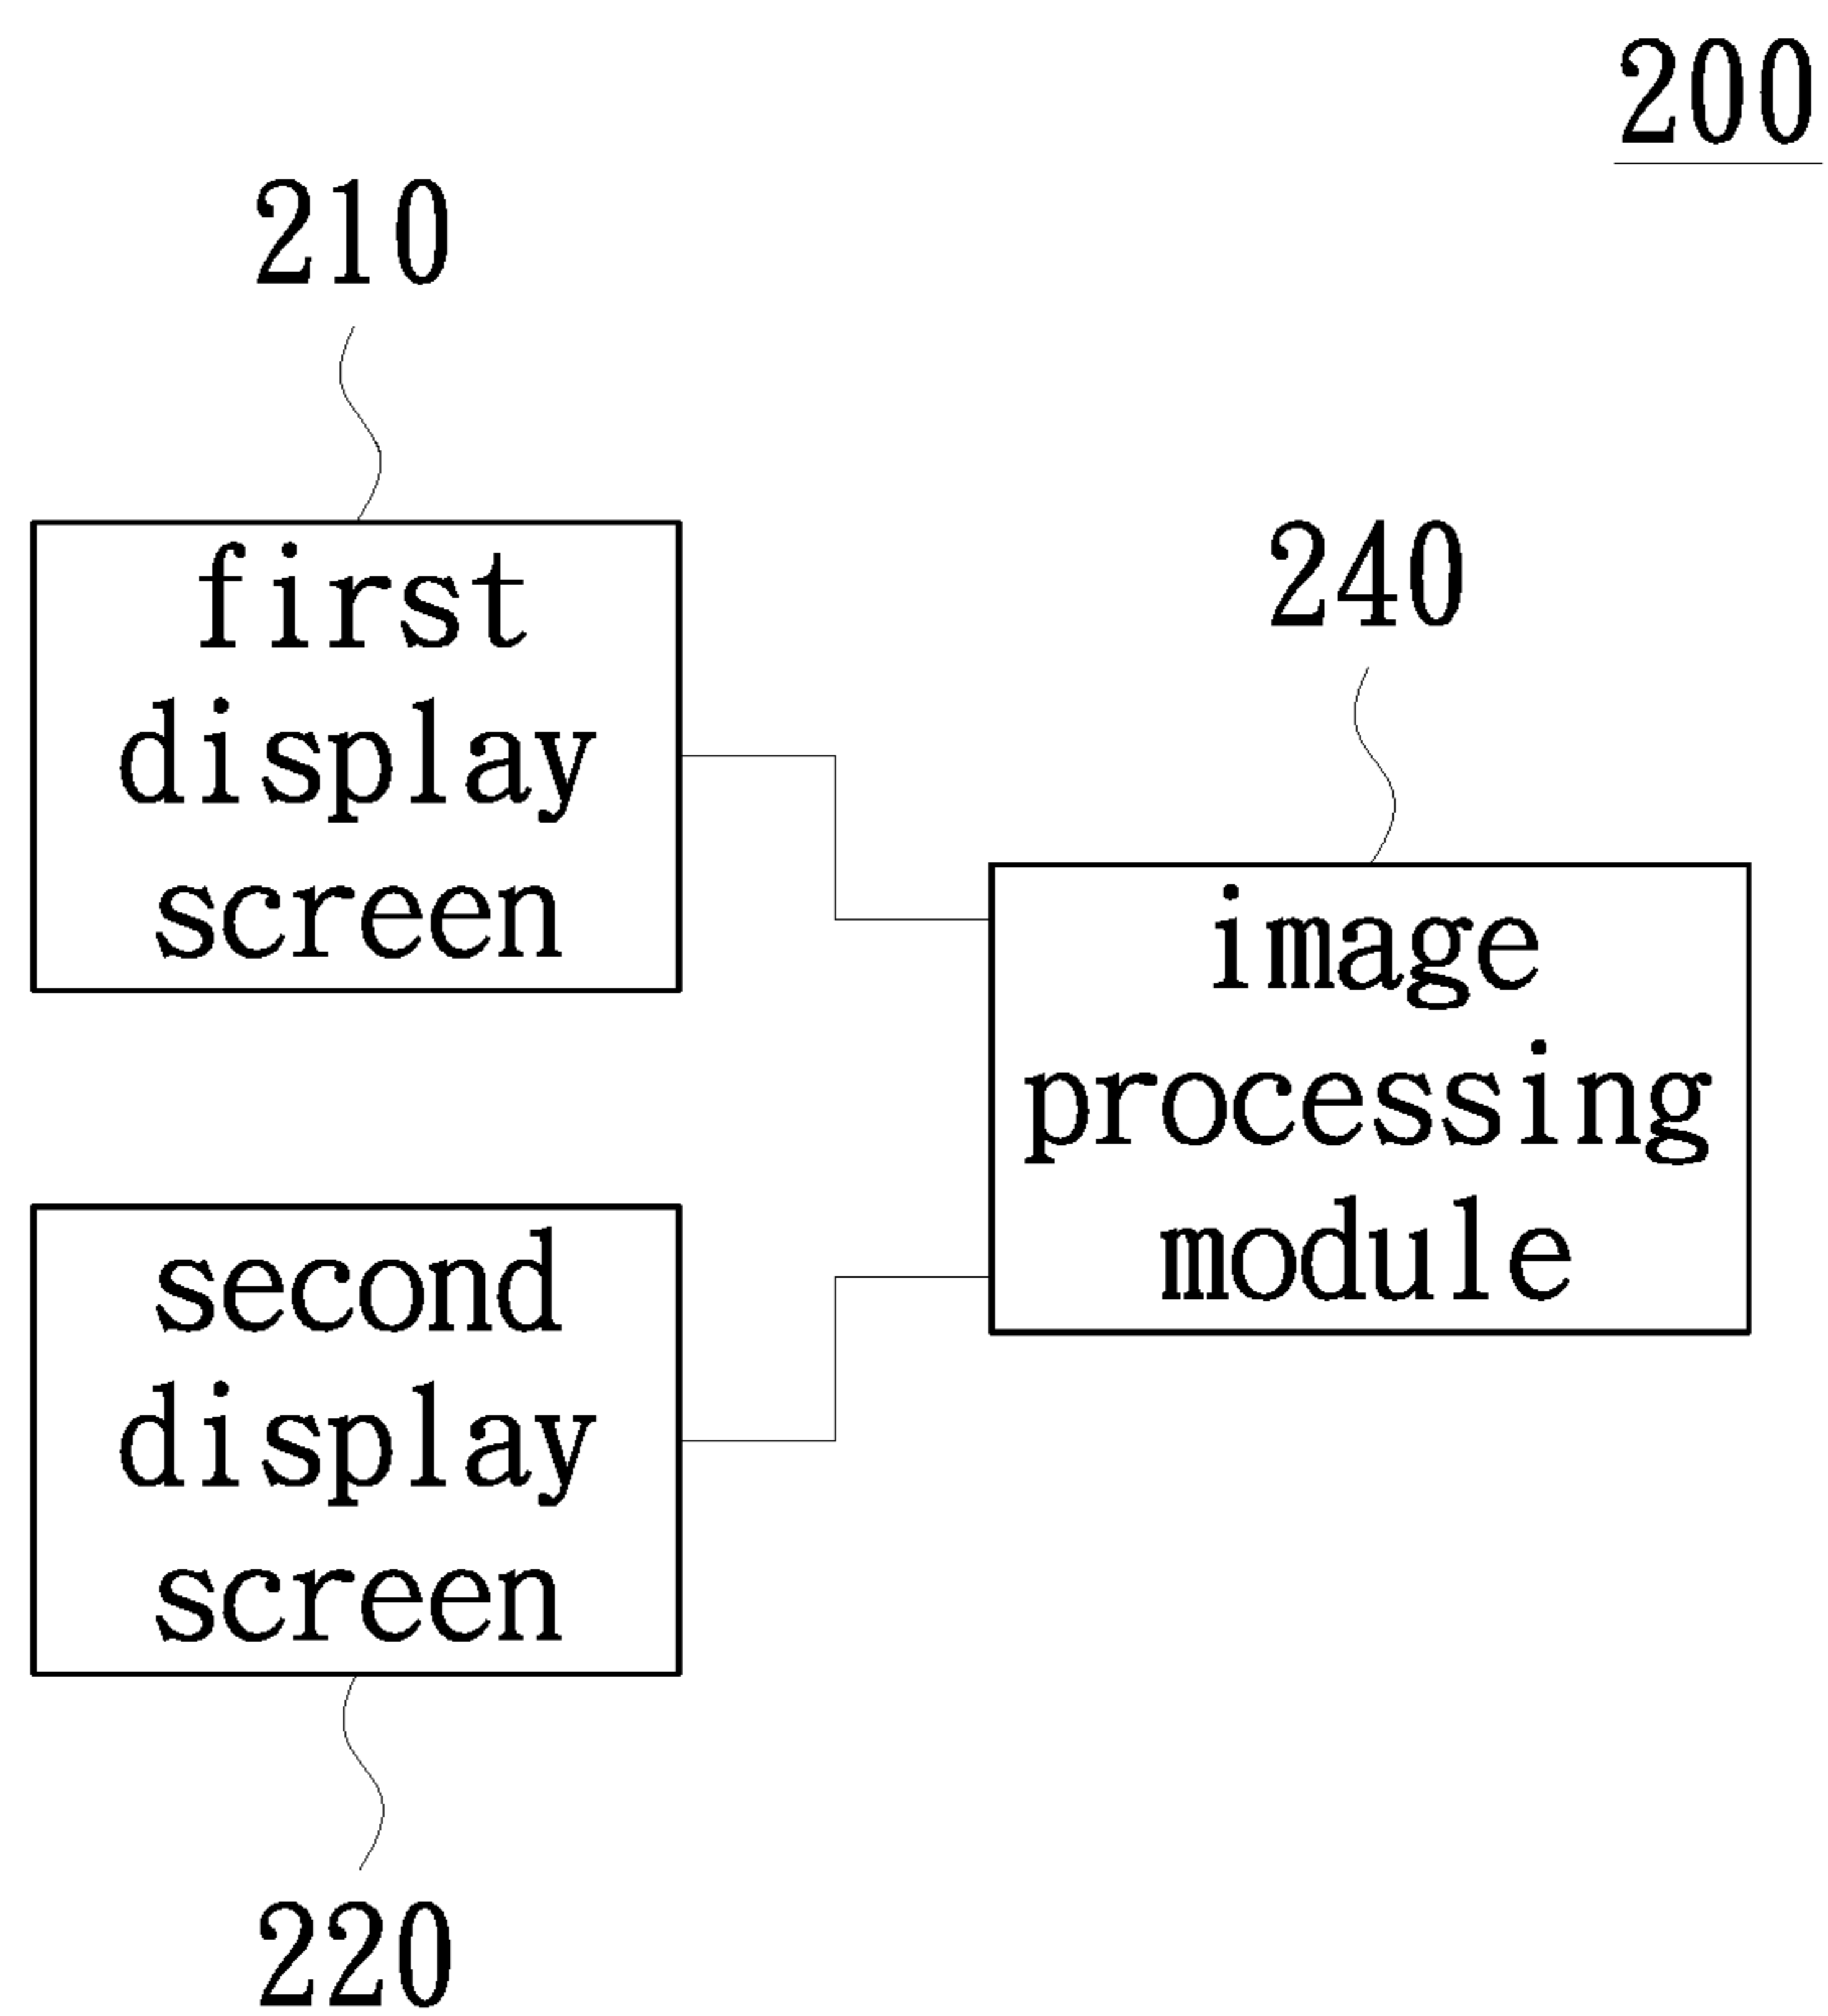 200
210
first
display
screen
240
image
processing
module
second
display
screen
220